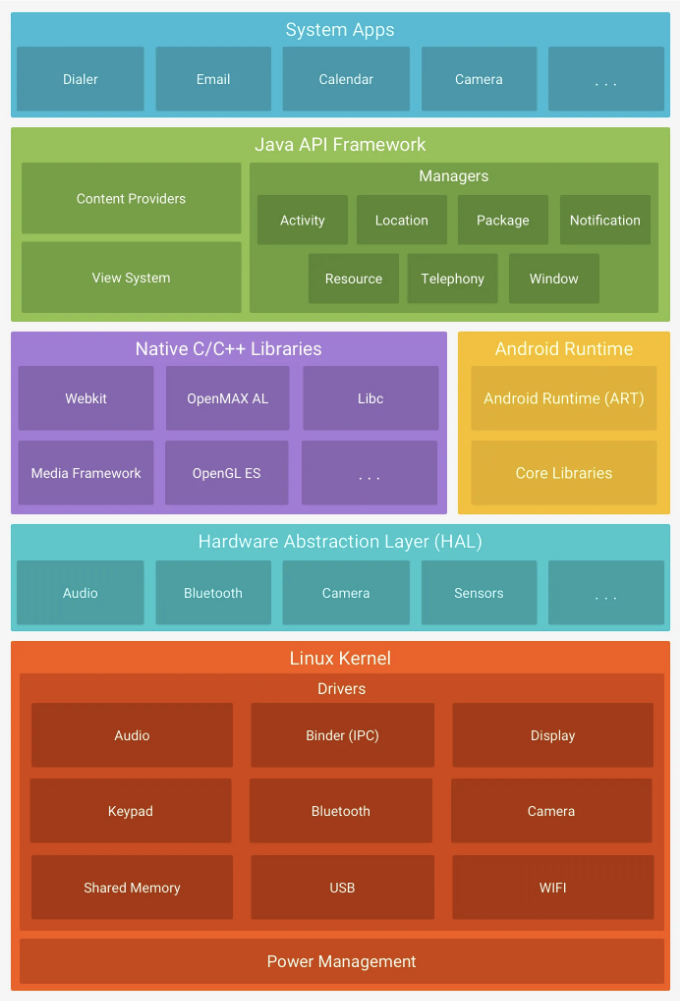 System Apps
Dialer
Email
Calendar
Camera
. . .
Java API Framework
Content Providers
View System
Managers
Activity
Location
Package
Notification
Resource
Telephony
Window
Native C/C++ Libraries
Webkit
OpenMAX AL
Libc
Media Framework
OpenGL ES
. . .
Android Runtime
Android Runtime (ART)
Core Libraries
Hardware Abstraction Layer (HAL)
Audio
Bluetooth
Camera
Sensors
. . .
Linux Kernel
Drivers
Audio
Binder (IPC)
Display
Keypad
Bluetooth
Camera
Shared Memory
USB
WIFI
Power Management